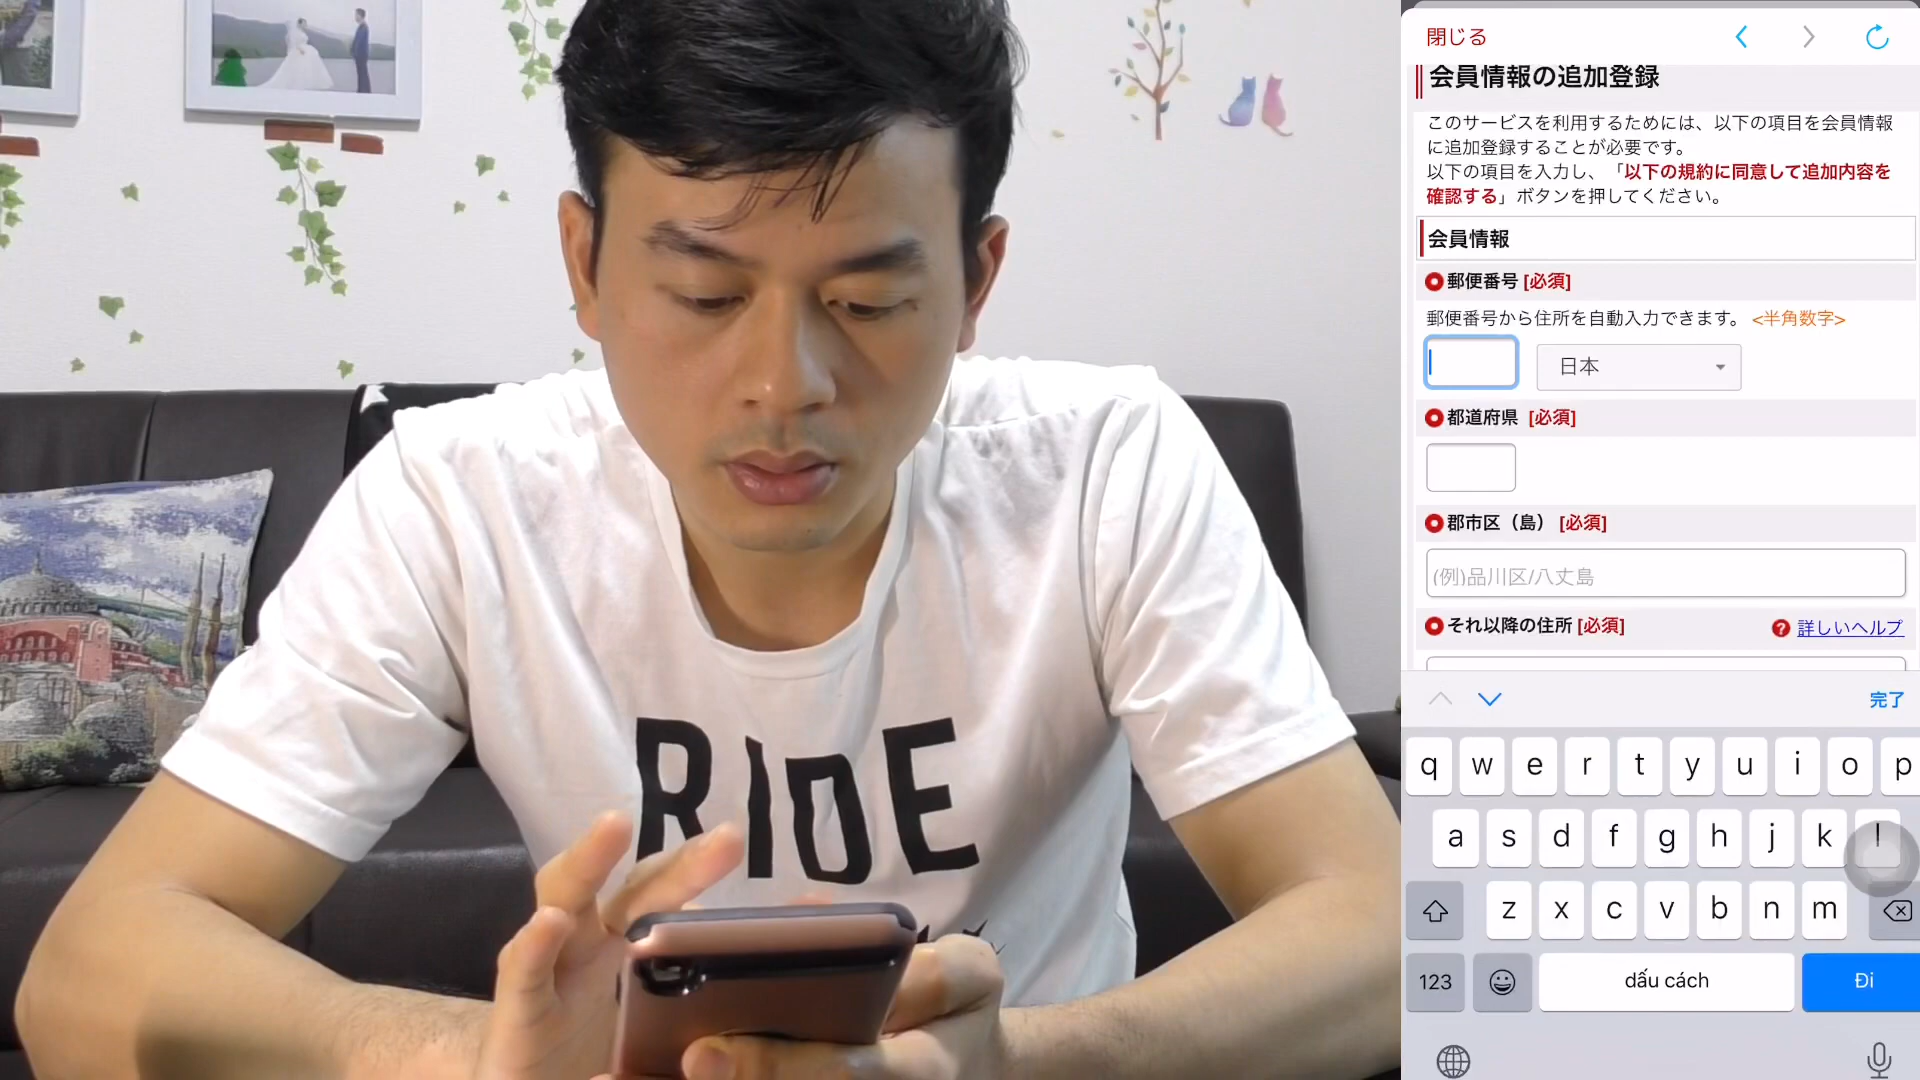 RIDE
閉じる
会員情報の追加登録
このサービスを利用するためには、以下の項目を会員情報
に追加登録することが必要です。
以下の項目を入力し、「以下の規約に同意して追加内容を
確認する」ボタンを押してください。
会員情報
郵便番号 [必須]
郵便番号から住所を自動入力できます。 <半角数字>
日本
都道府県 [必須]
郡市区（島） [必須]
(例)品川区/八丈島
それ以降の住所 [必須] ? 詳しいヘルプ
完了
q w e r t y u i o p
a s d f g h j k l
z x c v b n m
123 dấu cách Đi